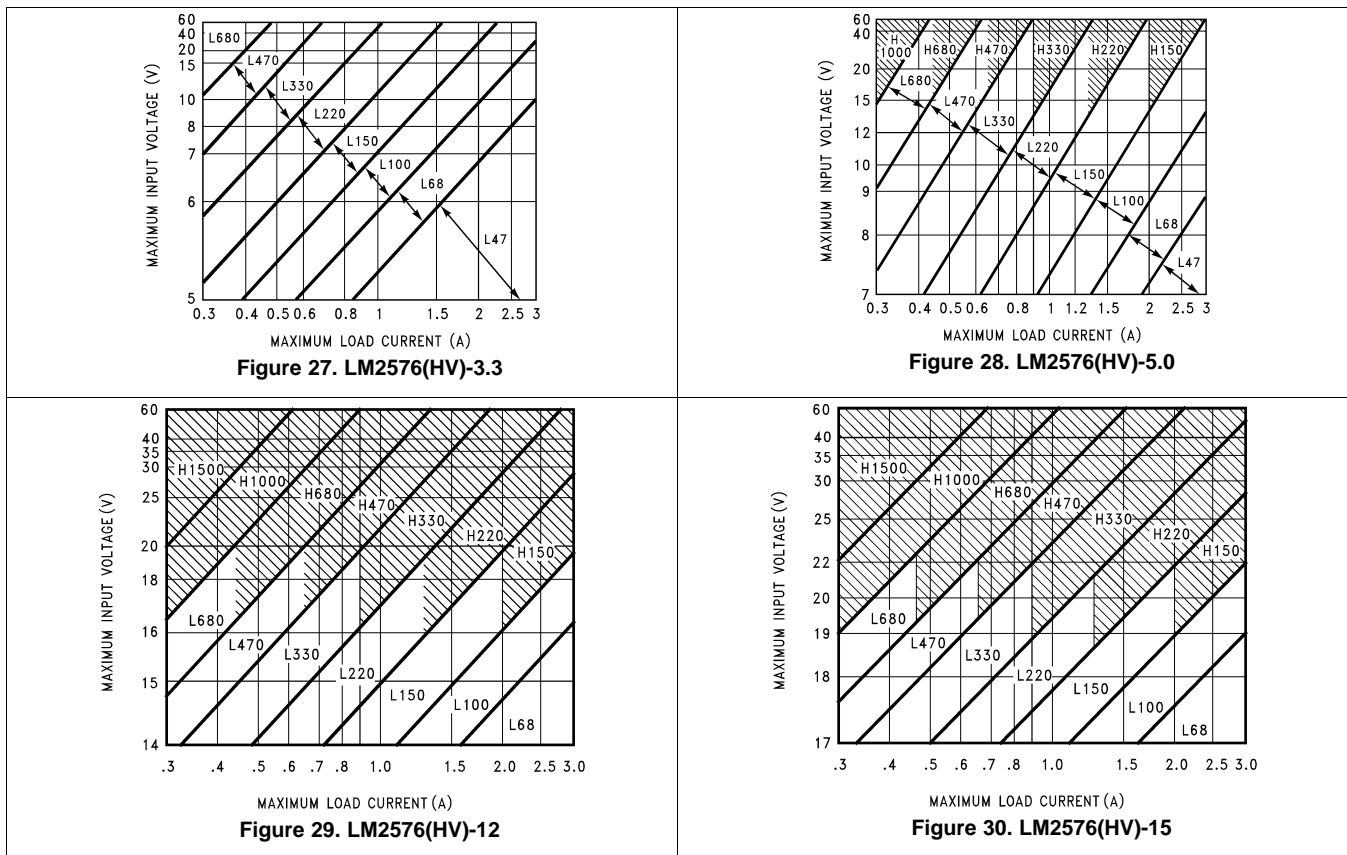 60
40
20
15
10
8
7
6
5
MAXIMUM INPUT VOLTAGE (V)
L680
L470
L330
L220
L150
L100
L68
L47
0.3 0.4 0.5 0.6 0.8 1 1.5 2 2.5 3
MAXIMUM LOAD CURRENT (A)
Figure 27. LM2576(HV)-3.3
60
40
20
15
12
10
9
8
7
MAXIMUM INPUT VOLTAGE (V)
H 1000
H680
H470
H330
H220
H150
L680
L470
L330
L220
L150
L100
L68
L47
0.3 0.4 0.5 0.6 0.8 1 1.2 1.5 2 2.5 3
MAXIMUM LOAD CURRENT (A)
Figure 28. LM2576(HV)-5.0
60
40
35
30
25
20
18
16
15
14
MAXIMUM INPUT VOLTAGE (V)
H1500
H1000
H680
H470
H330
H220
H150
L680
L470
L330
L220
L150
L100
L68
.3 .4 .5 .6 .7 .8 1.0 1.5 2.0 2.5 3.0
MAXIMUM LOAD CURRENT (A)
Figure 29. LM2576(HV)-12
60
40
35
30
25
22
20
19
18
17
MAXIMUM INPUT VOLTAGE (V)
H1500
H1000
H680
H470
H330
H220
H150
L680
L470
L330
L220
L150
L100
L68
.3 .4 .5 .6 .7 .8 1.0 1.5 2.0 2.5 3.0
MAXIMUM LOAD CURRENT (A)
Figure 30. LM2576(HV)-15